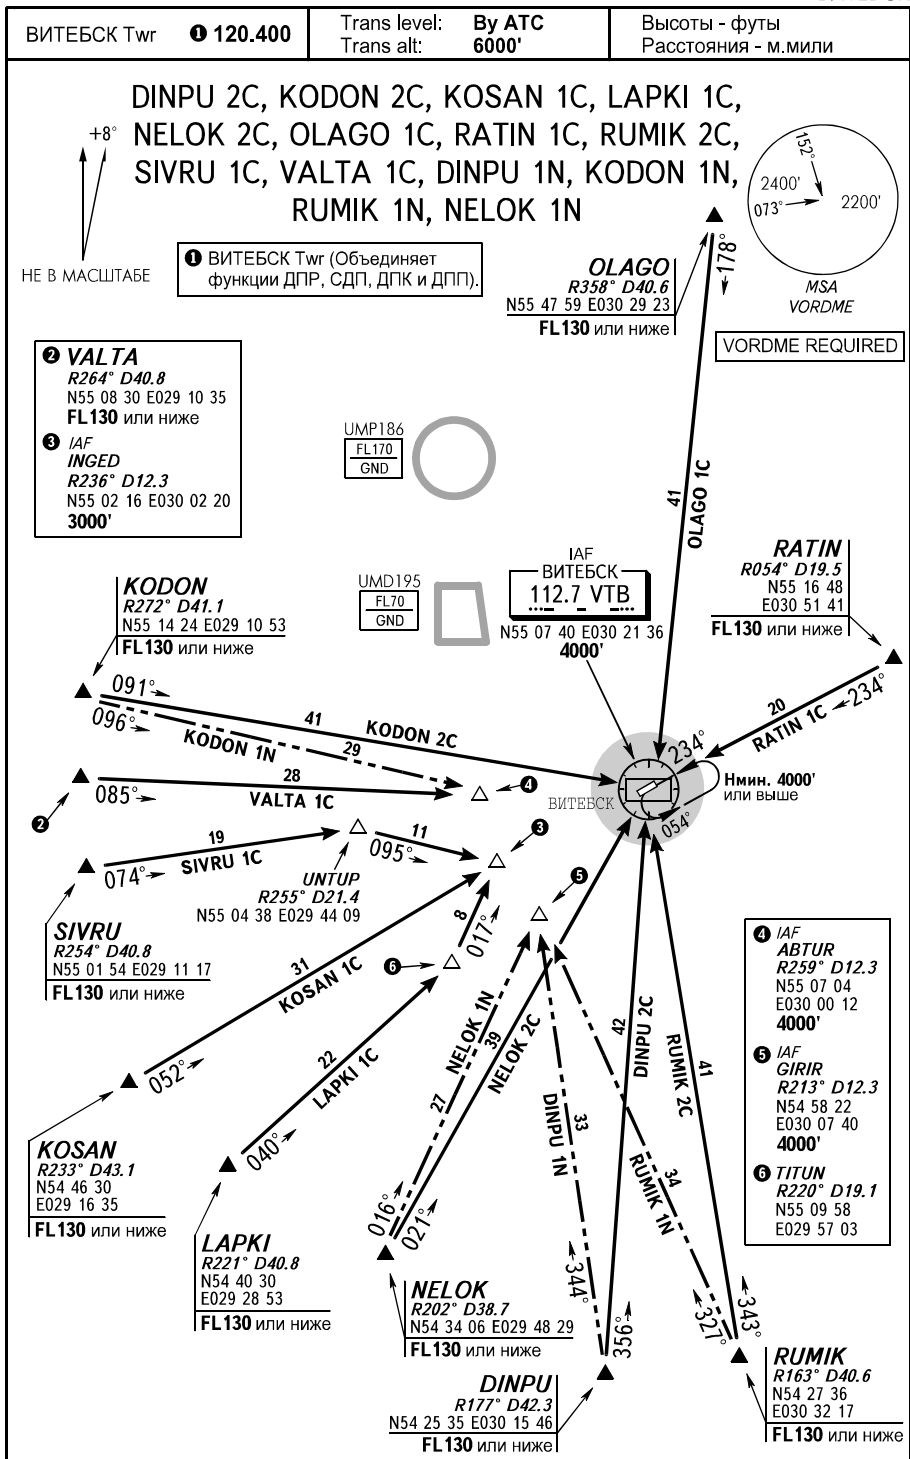 ВИТЕБСК Twr ❶ 120.400
Trans level: By ATC
Trans alt: 6000'
Высоты - футы
Расстояния - м.мили
DINPU 2C, KODON 2C, KOSAN 1C, LAPKI 1C,
NELOK 2C, OLAGO 1C, RATIN 1C, RUMIK 2C,
SIVRU 1C, VALTA 1C, DINPU 1N, KODON 1N,
RUMIK 1N, NELOK 1N
+8°
НЕ В МАСШТАБЕ
❶ ВИТЕБСК Twr (Объединяет
функции ДПР, СДП, ДПК и ДПП).
152°
2400'
073°
2200'
MSA
VORDME
VORDME REQUIRED
OLAGO
R358° D40.6
N55 47 59 E030 29 23
FL130 или ниже
178°
41
OLAGO 1C
❷ VALTA
R264° D40.8
N55 08 30 E029 10 35
FL130 или ниже
❸ IAF
INGED
R236° D12.3
N55 02 16 E030 02 20
3000'
UMP186
FL170
GND
UMD195
FL70
GND
IAF
ВИТЕБСК
112.7 VTB
N55 07 40 E030 21 36
4000'
RATIN
R054° D19.5
N55 16 48
E030 51 41
FL130 или ниже
234°
20
RATIN 1C
234°
Нмин. 4000'
или выше
054°
ВИТЕБСК
KODON
R272° D41.1
N55 14 24 E029 10 53
FL130 или ниже
091°
41
KODON 2C
096°
KODON 1N
29
❹
28
085°
VALTA 1C
❷
❸
19
11
074°
SIVRU 1C
095°
UNTUP
R255° D21.4
N55 04 38 E029 44 09
SIVRU
R254° D40.8
N55 01 54 E029 11 17
FL130 или ниже
❺
8
017°
❻
31
KOSAN 1C
052°
22
LAPKI 1C
040°
NELOK 1N
27
39
NELOK 2C
016°
021°
42
DINPU 2C
33
DINPU 1N
344°
356°
41
RUMIK 2C
34
RUMIK 1N
327°
343°
❹ IAF
ABTUR
R259° D12.3
N55 07 04
E030 00 12
4000'
❺ IAF
GIRIR
R213° D12.3
N54 58 22
E030 07 40
4000'
❻ TITUN
R220° D19.1
N55 09 58
E029 57 03
KOSAN
R233° D43.1
N54 46 30
E029 16 35
FL130 или ниже
LAPKI
R221° D40.8
N54 40 30
E029 28 53
FL130 или ниже
NELOK
R202° D38.7
N54 34 06 E029 48 29
FL130 или ниже
DINPU
R177° D42.3
N54 25 35 E030 15 46
FL130 или ниже
RUMIK
R163° D40.6
N54 27 36
E030 32 17
FL130 или ниже